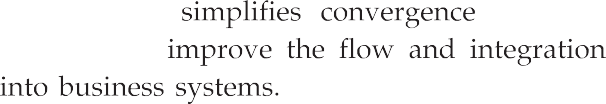 simplifies convergence
improve the flow and integration
into business systems.